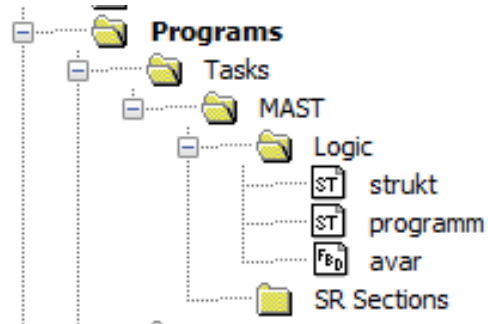 Programs
Tasks
MAST
Logic
ST strukt
ST programm
FBD avar
SR Sections